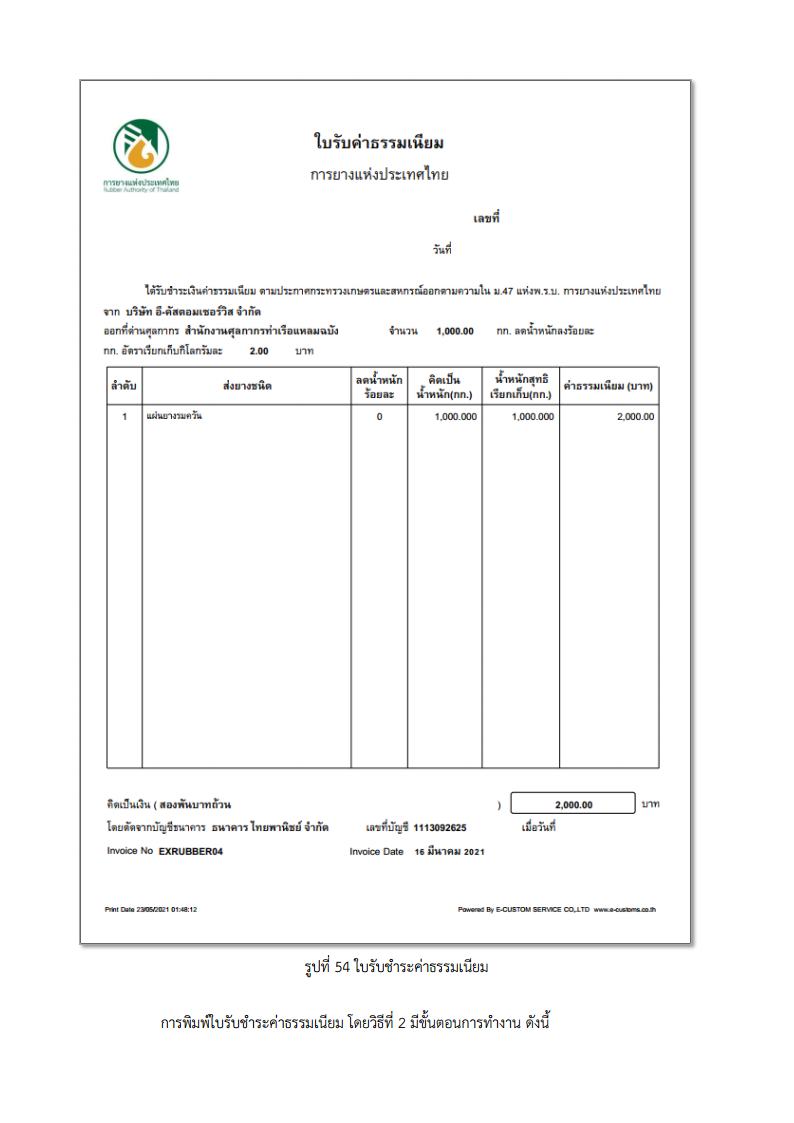 ใบรับค่าธรรมเนียม
การยางแห่งประเทศไทย
การยางแห่งประเทศไทย
Rubber Authority of Thailand
เลขที่
วันที่
ได้รับชำระเงินค่าธรรมเนียม ตามประกาศกระทรวงเกษตรและสหกรณ์ออกตามความใน ม.47 แห่งพ.ร.บ. การยางแห่งประเทศไทย
จาก บริษัท อี-คัสตอมเซอร์วิส จำกัด
ออกที่ด่านศุลกากร สำนักงานศุลกากรท่าเรือแหลมฉบัง จำนวน 1,000.00 กก. ลดน้ำหนักลงร้อยละ
กก. อัตราเรียกเก็บกิโลกรัมละ 2.00 บาท
ลำดับ ส่งยางชนิด ลดน้ำหนัก ร้อยละ คิดเป็น น้ำหนัก(กก.) น้ำหนักสุทธิ เรียกเก็บ(กก.) ค่าธรรมเนียม (บาท)
1 แผ่นยางรมควัน 0 1,000.000 1,000.000 2,000.00
คิดเป็นเงิน ( สองพันบาทถ้วน ) 2,000.00 บาท
โดยตัดจากบัญชีธนาคาร ธนาคาร ไทยพานิชย์ จำกัด เลขที่บัญชี 1113092625 เมื่อวันที่
Invoice No EXRUBBER04 Invoice Date 16 มีนาคม 2021
Print Date 23/05/2021 01:48:12 Powered By E-CUSTOM SERVICE CO,.LTD www.e-customs.co.th
รูปที่ 54 ใบรับชำระค่าธรรมเนียม
การพิมพ์ใบรับชำระค่าธรรมเนียม โดยวิธีที่ 2 มีขั้นตอนการทำงาน ดังนี้